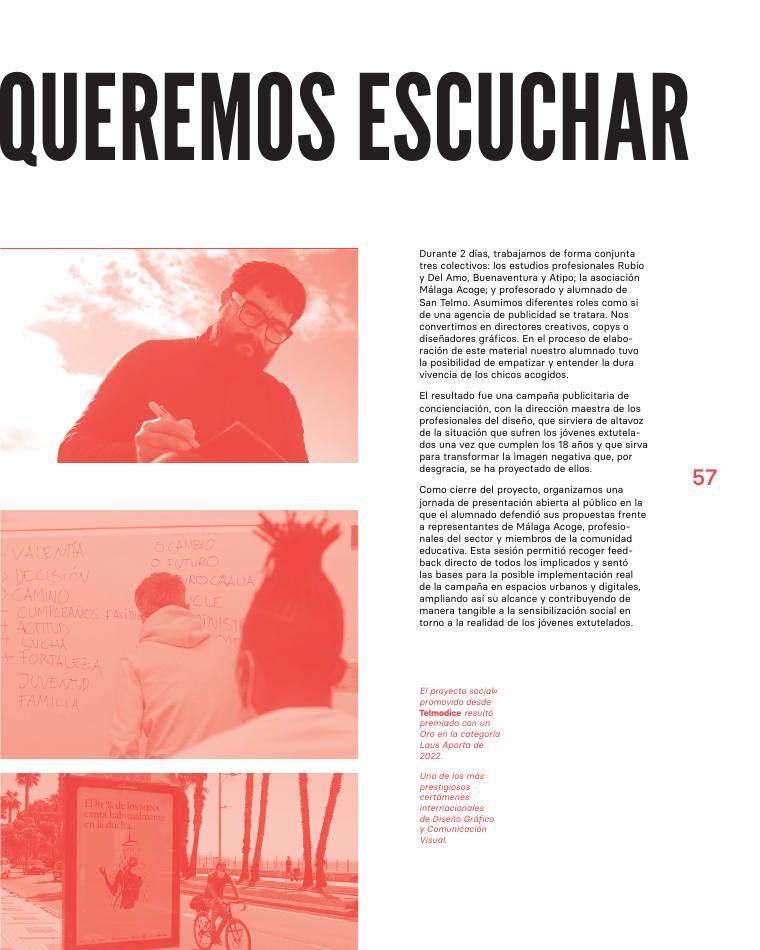 QUEREMOS ESCUCHAR
Durante 2 días, trabajamos de forma conjunta
tres colectivos: los estudios profesionales Rubio
y Del Amo, Buenaventura y Atipo; la asociación
Málaga Acoge; y profesorado y alumnado de
San Telmo. Asumimos diferentes roles como si
de una agencia de publicidad se tratara. Nos
convertimos en directores creativos, copys o
diseñadores gráficos. En el proceso de elabo-
ración de este material nuestro alumnado tuvo
la posibilidad de empatizar y entender la dura
vivencia de los chicos acogidos.
El resultado fue una campaña publicitaria de
concienciación, con la dirección maestra de los
profesionales del diseño, que sirviera de altavoz
de la situación que sufren los jóvenes extutela-
dos una vez que cumplen los 18 años y que sirva
para transformar la imagen negativa que, por
desgracia, se ha proyectado de ellos.
57
Como cierre del proyecto, organizamos una
jornada de presentación abierta al público en la
que el alumnado defendió sus propuestas frente
a representantes de Málaga Acoge, profesio-
nales del sector y miembros de la comunidad
educativa. Esta sesión permitió recoger feed-
back directo de todos los implicados y sentó
las bases para la posible implementación real
de la campaña en espacios urbanos y digitales,
ampliando así su alcance y contribuyendo de
manera tangible a la sensibilización social en
torno a la realidad de los jóvenes extutelados.
VALENTÍA
DECISIÓN
CAMINO
CUMPLEAÑOS
+ ACTITUD
+ LUCHA
+ FORTALEZA
JUVENTUD
FAMILIA
O CAMBIO
O FUTURO
El proyecto social»
promovido desde
Telmodice resultó
premiado con un
Oro en la categoría
Laus Aporta de
2022.
Uno de los más
prestigiosos
certámenes
internacionales
de Diseño Gráfico
y Comunicación
Visual.
El 81 % de los MENA
canta habitualmente
en la ducha.